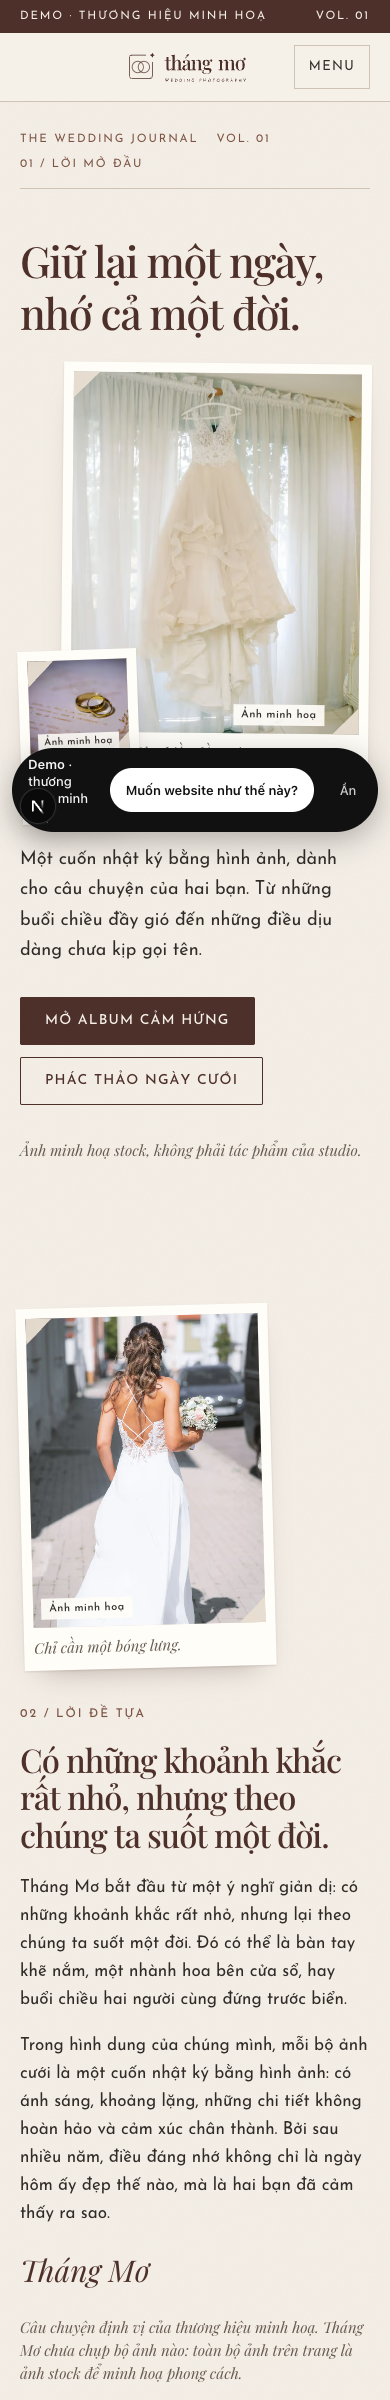 DEMO · THƯƠNG HIỆU MINH HOẠ VOL. 01
tháng mơ
WEDDING PHOTOGRAPHY
MENU
THE WEDDING JOURNAL VOL. 01
01 / LỜI MỞ ĐẦU
Giữ lại một ngày,
nhớ cả một đời.
Ảnh minh hoạ
Ảnh minh hoạ
Demo ·
thương
minh
Muốn website như thế này?
Ẩn
N
Một cuốn nhật ký bằng hình ảnh, dành
cho câu chuyện của hai bạn. Từ những
buổi chiều đầy gió đến những điều dịu
dàng chưa kịp gọi tên.
MỞ ALBUM CẢM HỨNG
PHÁC THẢO NGÀY CƯỚI
Ảnh minh hoạ stock, không phải tác phẩm của studio.
Ảnh minh hoạ
Chỉ cần một bóng lưng.
02 / LỜI ĐỀ TỰA
Có những khoảnh khắc
rất nhỏ, nhưng theo
chúng ta suốt một đời.
Tháng Mơ bắt đầu từ một ý nghĩ giản dị: có
những khoảnh khắc rất nhỏ, nhưng lại theo
chúng ta suốt một đời. Đó có thể là bàn tay
khẽ nắm, một nhành hoa bên cửa sổ, hay
buổi chiều hai người cùng đứng trước biển.
Trong hình dung của chúng mình, mỗi bộ ảnh
cưới là một cuốn nhật ký bằng hình ảnh: có
ánh sáng, khoảng lặng, những chi tiết không
hoàn hảo và cảm xúc chân thành. Bởi sau
nhiều năm, điều đáng nhớ không chỉ là ngày
hôm ấy đẹp thế nào, mà là hai bạn đã cảm
thấy ra sao.
Tháng Mơ
Câu chuyện định vị của thương hiệu minh hoạ. Tháng
Mơ chưa chụp bộ ảnh nào: toàn bộ ảnh trên trang là
ảnh stock để minh hoạ phong cách.